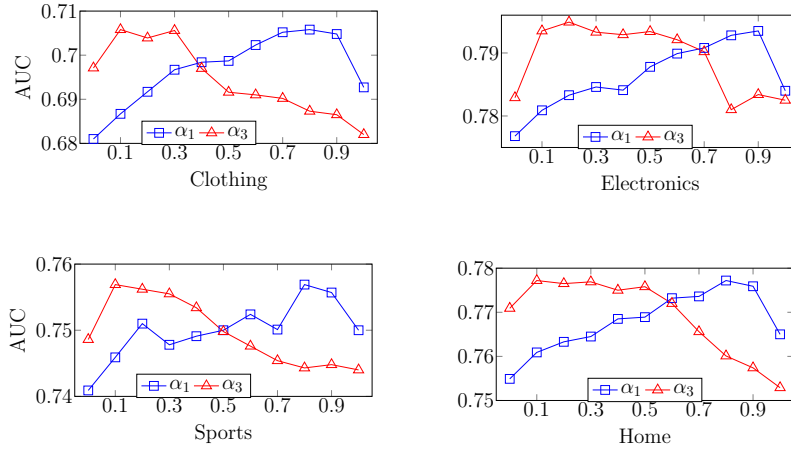 0.71
0.7
0.69
0.68
AUC
α1 α3
0.1 0.3 0.5 0.7 0.9
Clothing
0.79
0.78
α1 α3
0.1 0.3 0.5 0.7 0.9
Electronics
0.76
0.75
0.74
AUC
α1 α3
0.1 0.3 0.5 0.7 0.9
Sports
0.78
0.77
0.76
0.75
α1 α3
0.1 0.3 0.5 0.7 0.9
Home